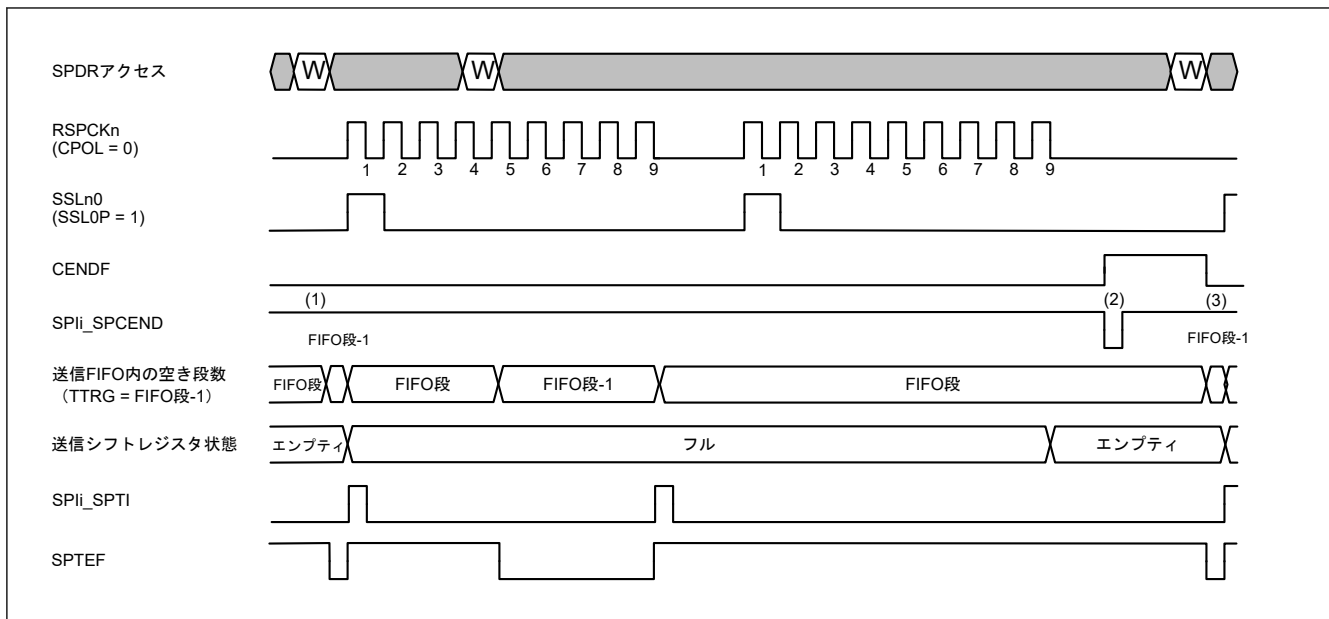 SPDRアクセス
W W W
RSPCKn
(CPOL = 0)
1 2 3 4 5 6 7 8 9 1 2 3 4 5 6 7 8 9
SSLn0
(SSL0P = 1)
CENDF
(1) (2) (3)
SPIi_SPCEND
FIFO段-1 FIFO段-1
送信FIFO内の空き段数
(TTRG = FIFO段-1)
FIFO段 FIFO段 FIFO段-1 FIFO段
送信シフトレジスタ状態
エンプティ フル エンプティ
SPIi_SPTI
SPTEF